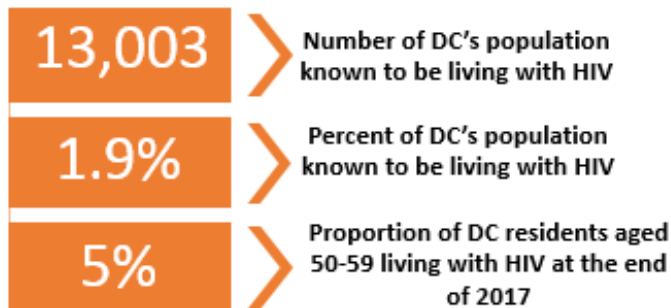 13,003
Number of DC's population
known to be living with HIV
1.9%
Percent of DC's population
known to be living with HIV
5%
Proportion of DC residents aged
50-59 living with HIV at the end
of 2017